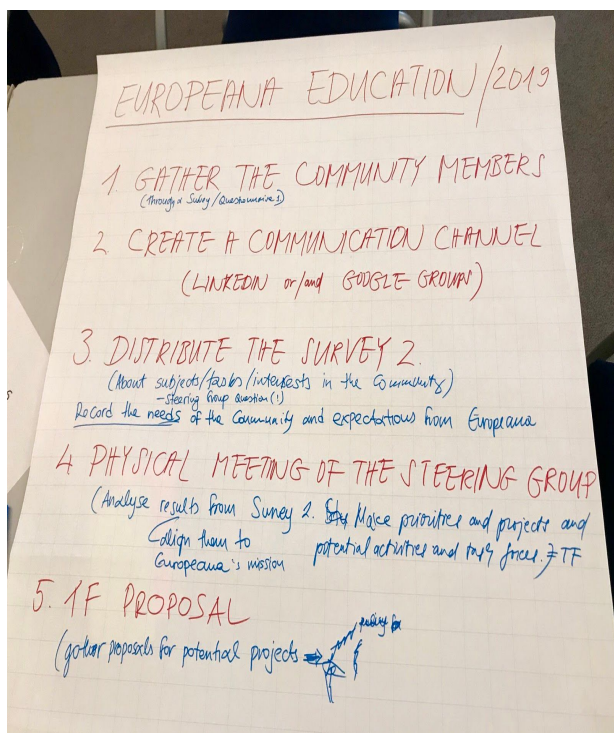 EUROPEANA EDUCATION/2019
1. GATHER THE COMMUNITY MEMBERS
(Through a Survey/Questionnaire 1)
2. CREATE A COMMUNICATION CHANNEL
(LINKEDIN or/and GOOGLE GROUPS)
3. DISTRIBUTE THE SURVEY 2.
(About subjects/tasks/interests in the Community)
- Steering Group Question (!)
Record the needs of the Community and expectations from Europeana
4 PHYSICAL MEETING OF THE STEERING GROUP
(Analyse results from Survey 2. Make priorities and projects and
align them to potential activities and task forces. TF
Europeana's mission
5. TF PROPOSAL
(gather proposals for potential projects